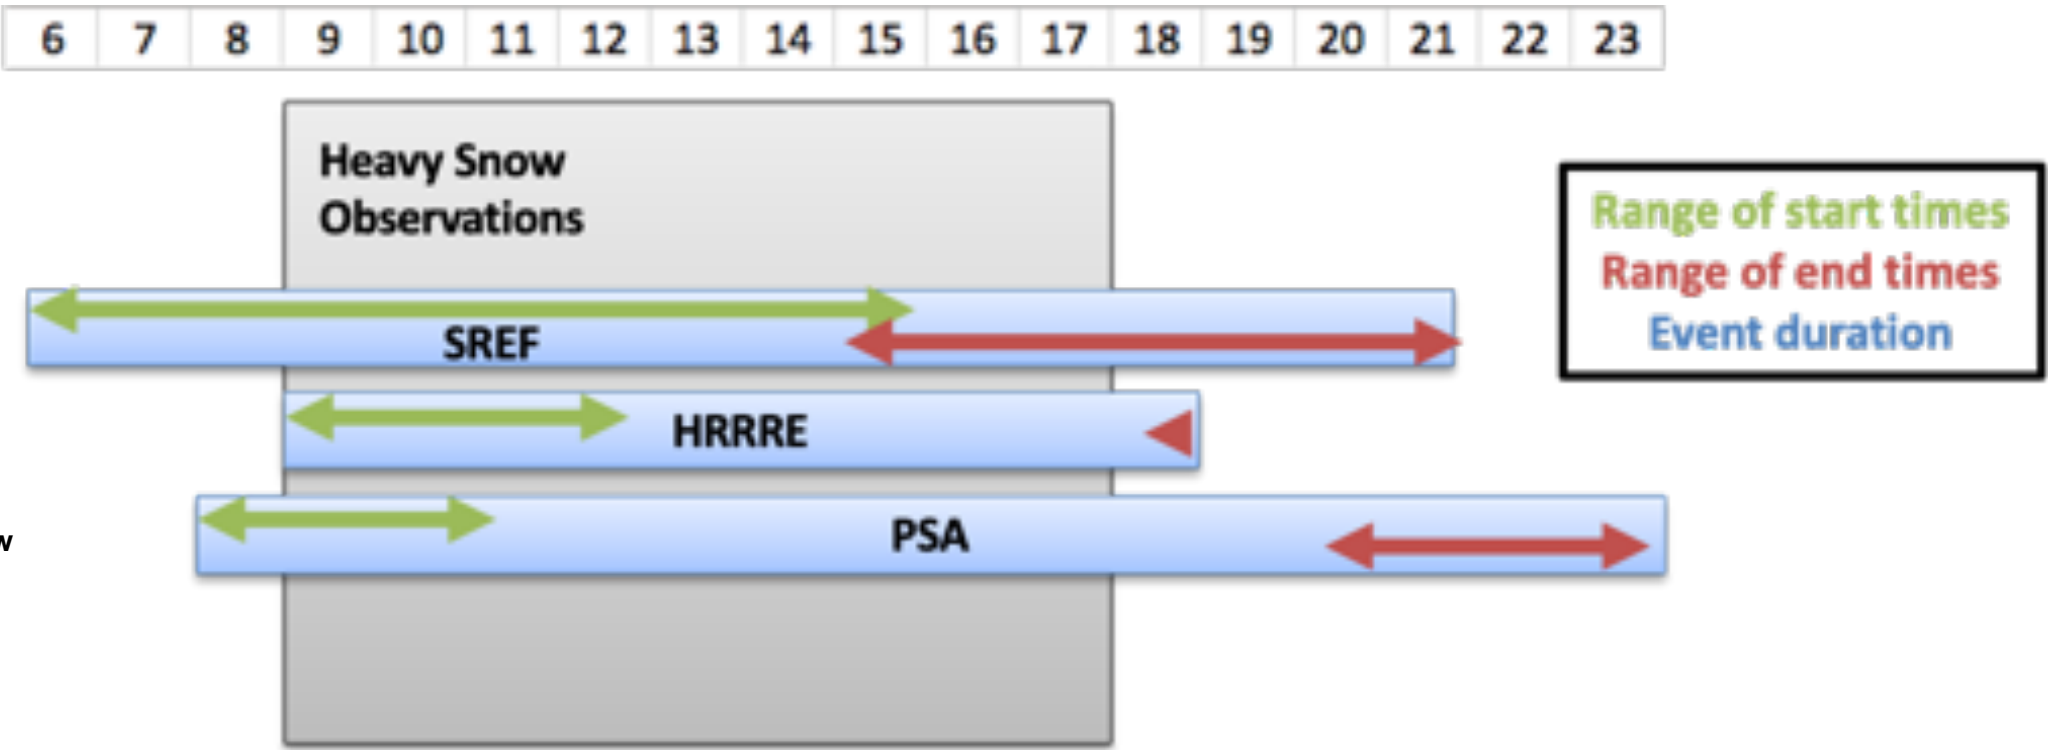 6 7 8 9 10 11 12 13 14 15 16 17 18 19 20 21 22 23
Heavy Snow
Observations
Range of start times
Range of end times
Event duration
SREF
HRRRE
PSA
w